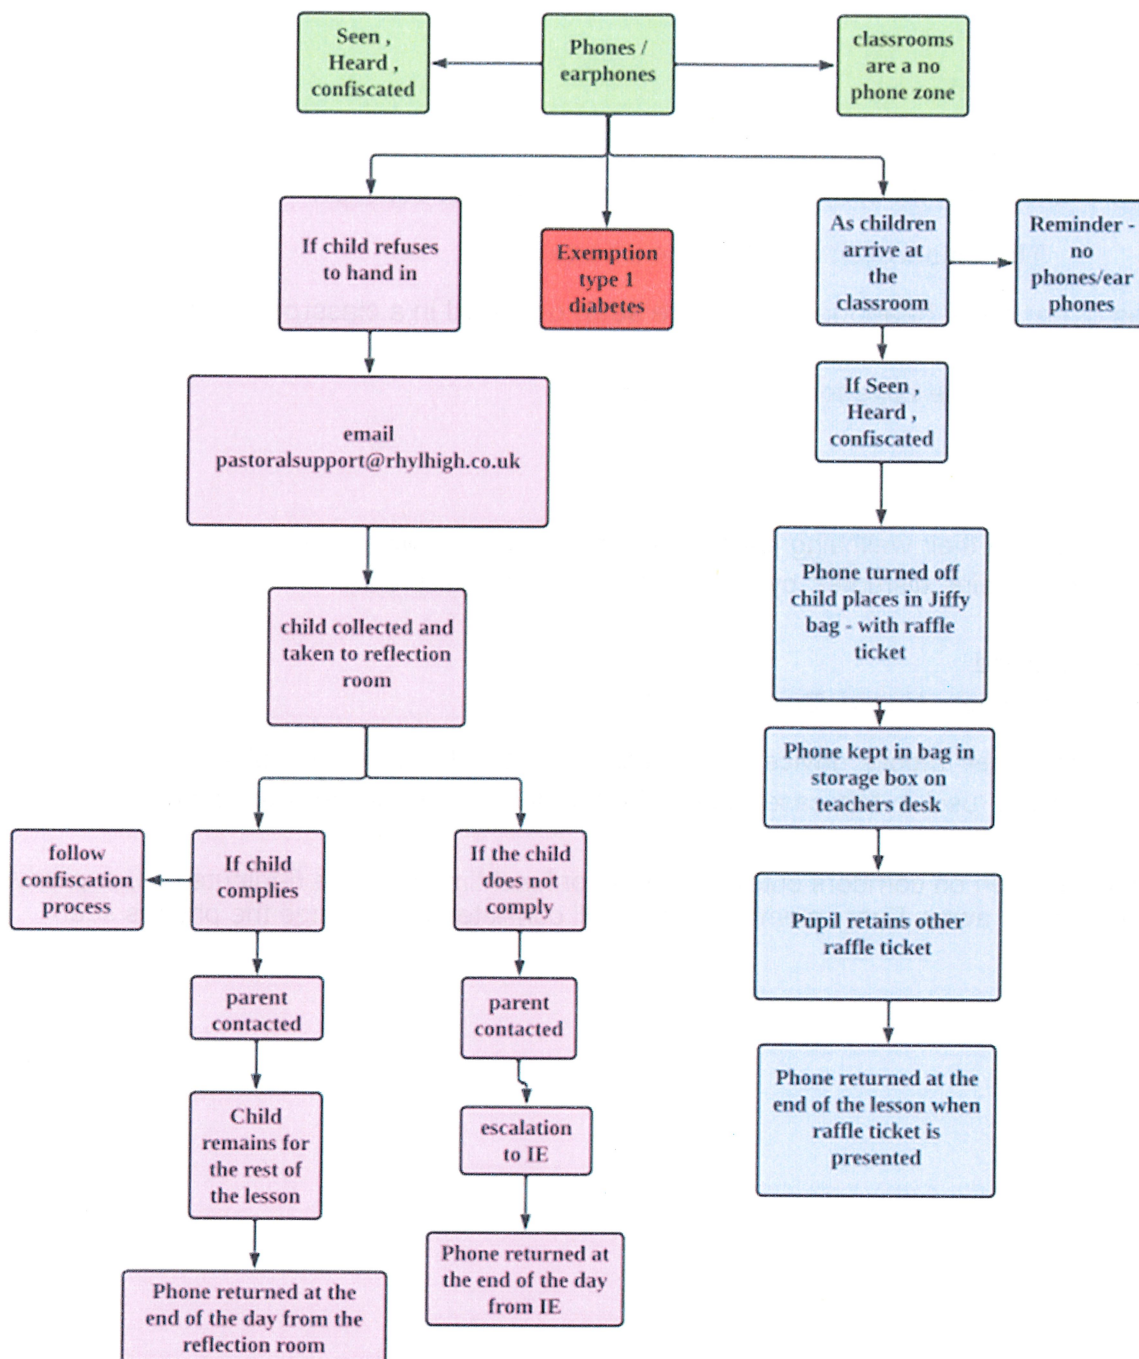 Seen ,
Heard ,
confiscated
Phones /
earphones
classrooms
are a no
phone zone
If child refuses
to hand in
Exemption
type 1
diabetes
As children
arrive at
the
classroom
Reminder -
no
phones/ear
phones
email
pastoralsupport@rhylhigh.co.uk
If Seen ,
Heard ,
confiscated
child collected and
taken to reflection
room
Phone turned off
child places in Jiffy
bag - with raffle
ticket
Phone kept in bag in
storage box on
teachers desk
follow
confiscation
process
If child
complies
If the child
does not
comply
Pupil retains other
raffle ticket
parent
contacted
parent
contacted
Child
remains for
the rest of
the lesson
escalation
to IE
Phone returned at the
end of the lesson when
raffle ticket is
presented
Phone returned at the
end of the day from the
reflection room
Phone returned at
the end of the day
from IE